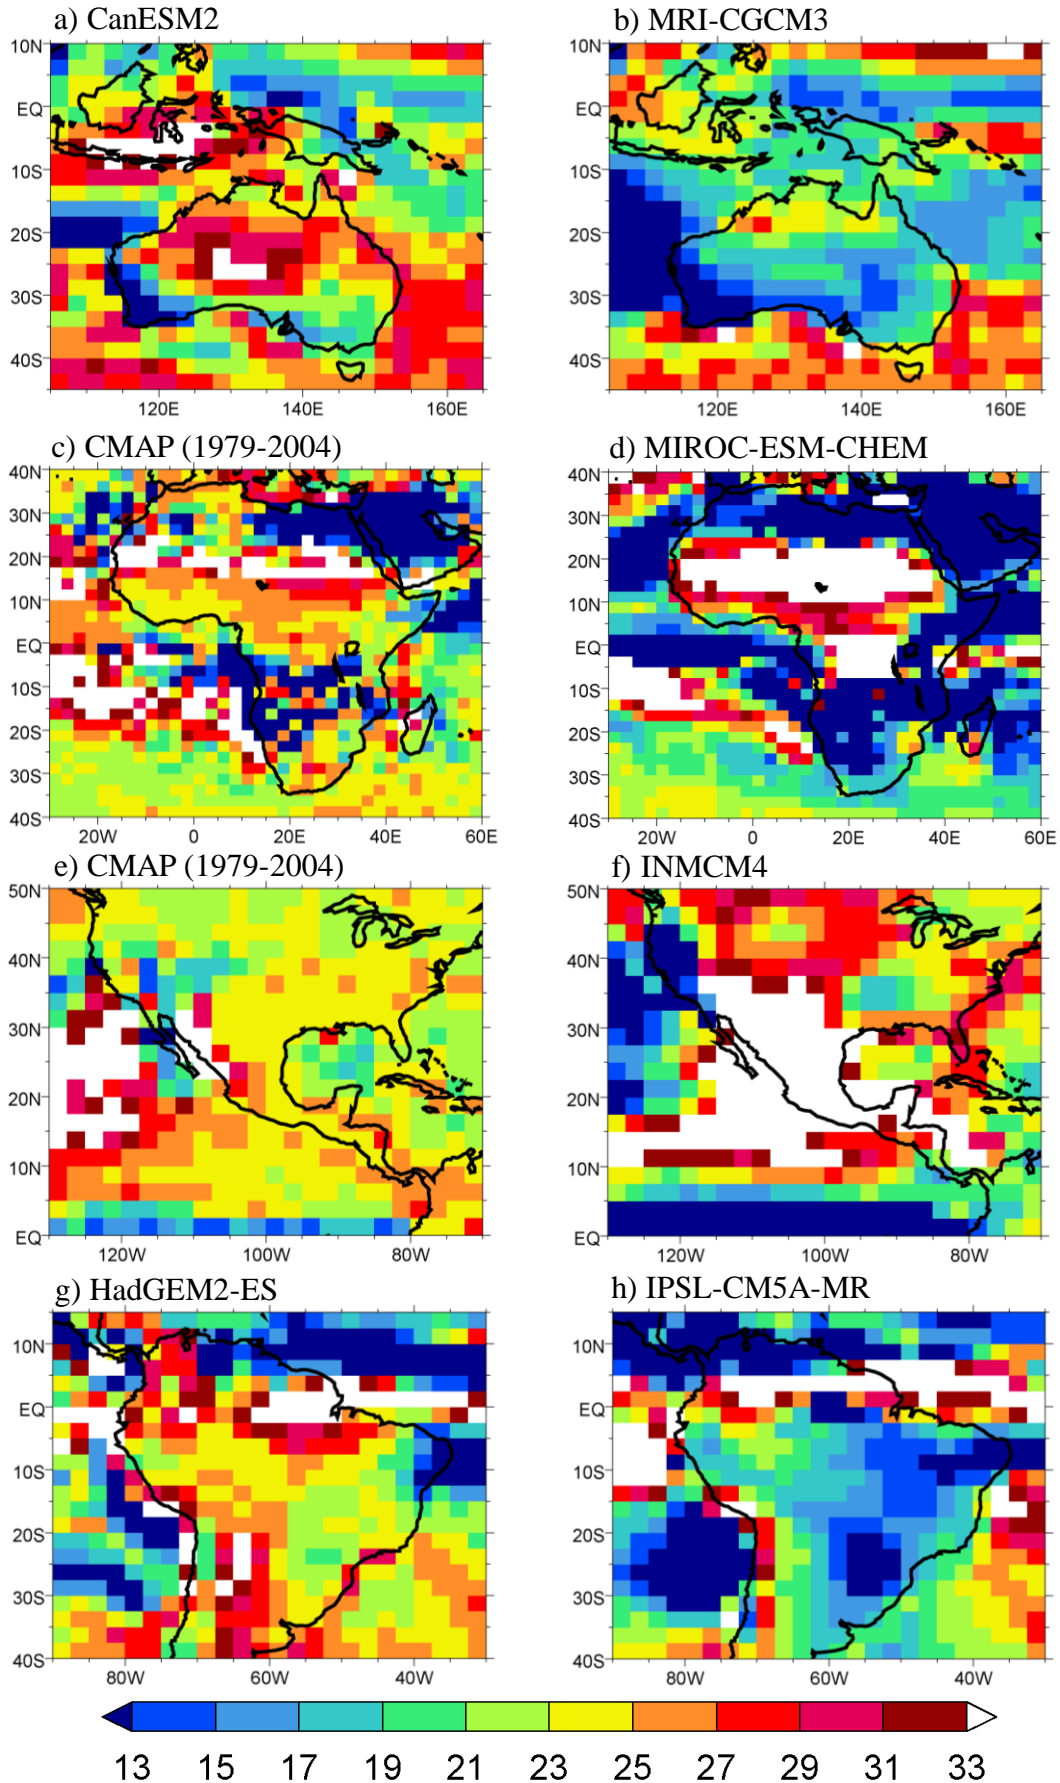 a) CanESM2 b) MRI-CGCM3
10N 10N
EQ EQ
10S 10S
20S 20S
30S 30S
40S 40S
120E 140E 160E 120E 140E 160E
c) CMAP (1979-2004) d) MIROC-ESM-CHEM
40N 40N
30N 30N
20N 20N
10N 10N
EQ EQ
10S 10S
20S 20S
30S 30S
40S 40S
20W 0 20E 40E 60E 20W 0 20E 40E 60E
e) CMAP (1979-2004) f) INMCM4
50N 50N
40N 40N
30N 30N
20N 20N
10N 10N
EQ EQ
120W 100W 80W 120W 100W 80W
g) HadGEM2-ES h) IPSL-CM5A-MR
10N 10N
EQ EQ
10S 10S
20S 20S
30S 30S
40S 40S
80W 60W 40W 80W 60W 40W
13 15 17 19 21 23 25 27 29 31 33